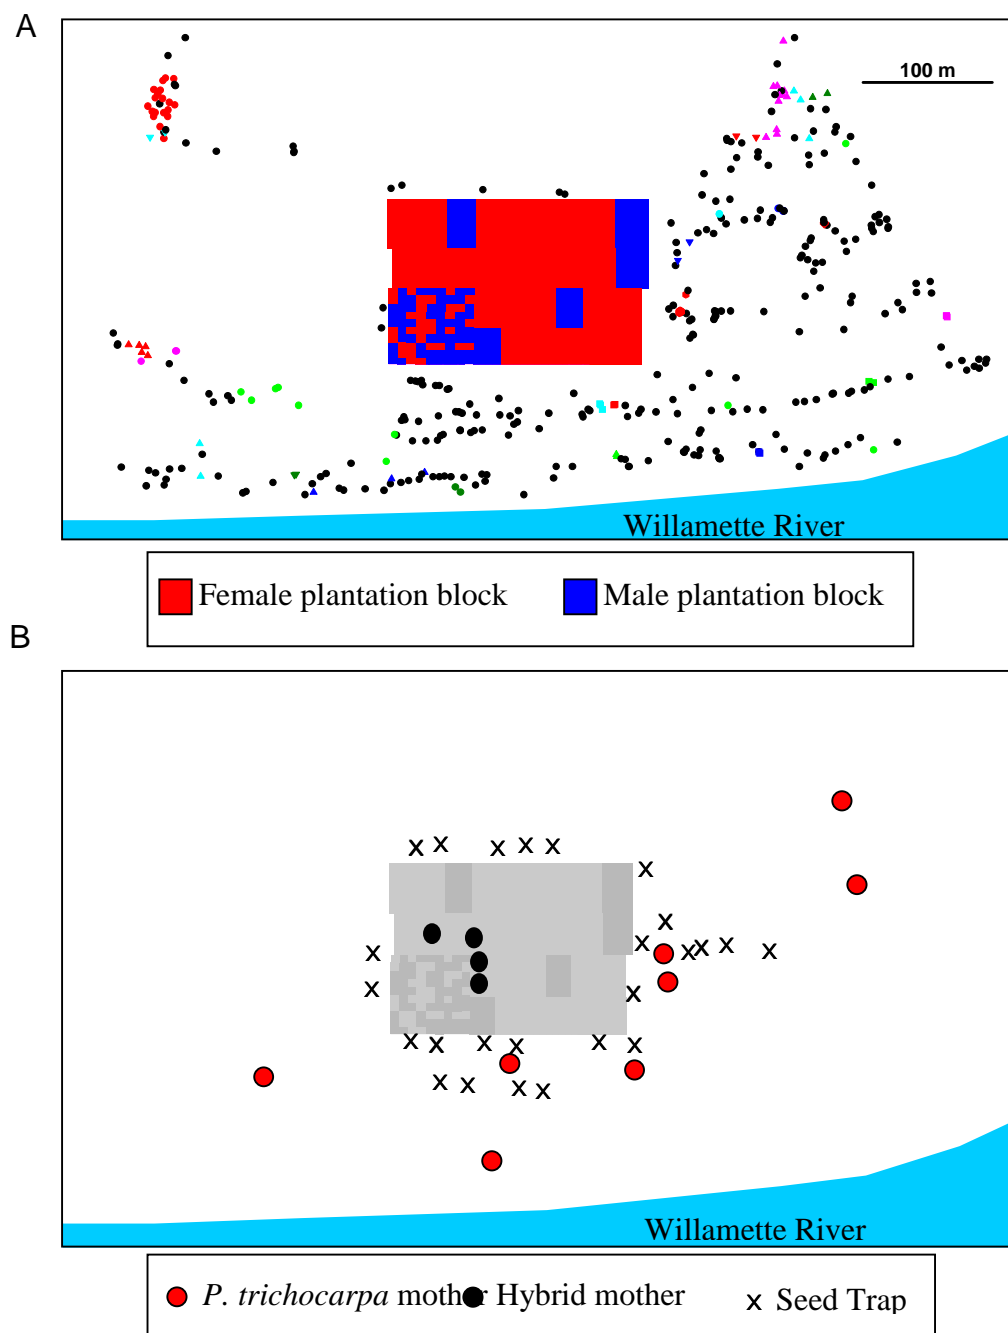 A
100 m
Willamette River
Female plantation block
Male plantation block
B
Willamette River
P. trichocarpa mother
Hybrid mother
x Seed Trap